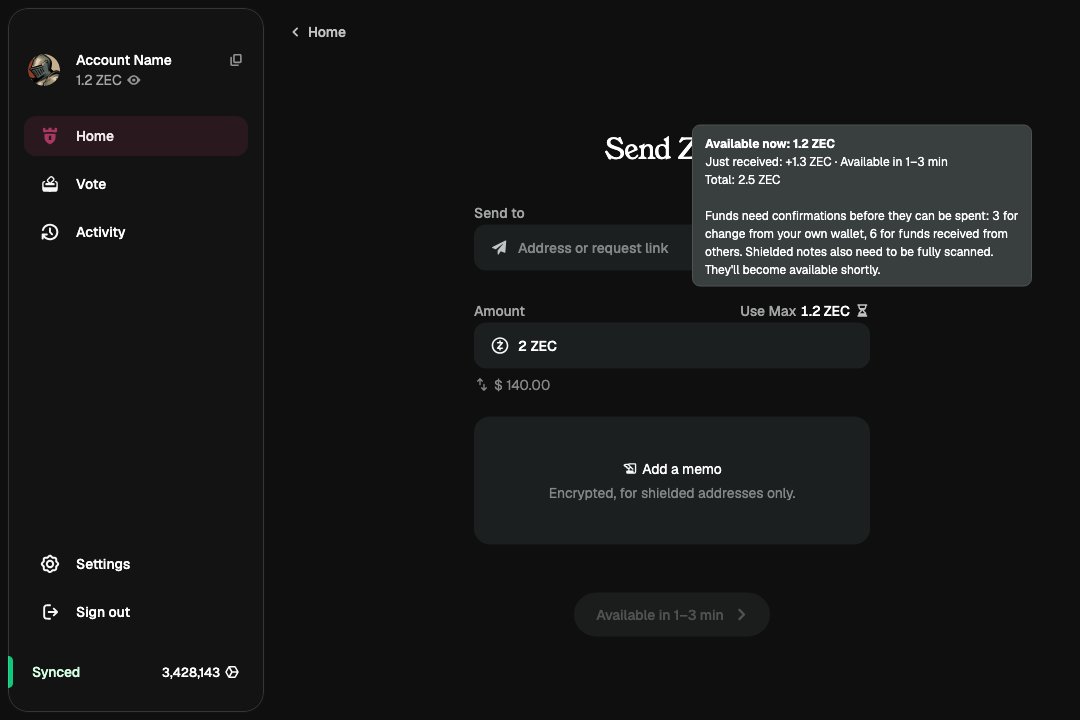 Account Name
1.2 ZEC
Home
Vote
Activity
Settings
Sign out
Synced
3,428,143
Home
Send Z
Available now: 1.2 ZEC
Just received: +1.3 ZEC · Available in 1–3 min
Total: 2.5 ZEC
Funds need confirmations before they can be spent: 3 for
change from your own wallet, 6 for funds received from
others. Shielded notes also need to be fully scanned.
They'll become available shortly.
Send to
Address or request link
Amount
Use Max 1.2 ZEC
2 ZEC
$ 140.00
Add a memo
Encrypted, for shielded addresses only.
Available in 1–3 min